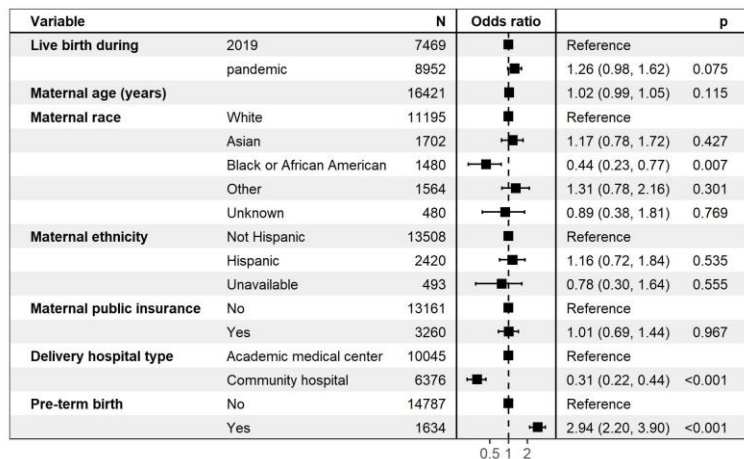 Variable N Odds ratio p
Live birth during 2019 7469 Reference
pandemic 8952 1.26 (0.98, 1.62) 0.075
Maternal age (years) 16421 1.02 (0.99, 1.05) 0.115
Maternal race White 11195 Reference
Asian 1702 1.17 (0.78, 1.72) 0.427
Black or African American 1480 0.44 (0.23, 0.77) 0.007
Other 1564 1.31 (0.78, 2.16) 0.301
Unknown 480 0.89 (0.38, 1.81) 0.769
Maternal ethnicity Not Hispanic 13508 Reference
Hispanic 2420 1.16 (0.72, 1.84) 0.535
Unavailable 493 0.78 (0.30, 1.64) 0.555
Maternal public insurance No 13161 Reference
Yes 3260 1.01 (0.69, 1.44) 0.967
Delivery hospital type Academic medical center 10045 Reference
Community hospital 6376 0.31 (0.22, 0.44) <0.001
Pre-term birth No 14787 Reference
Yes 1634 2.94 (2.20, 3.90) <0.001
0.5 1 2